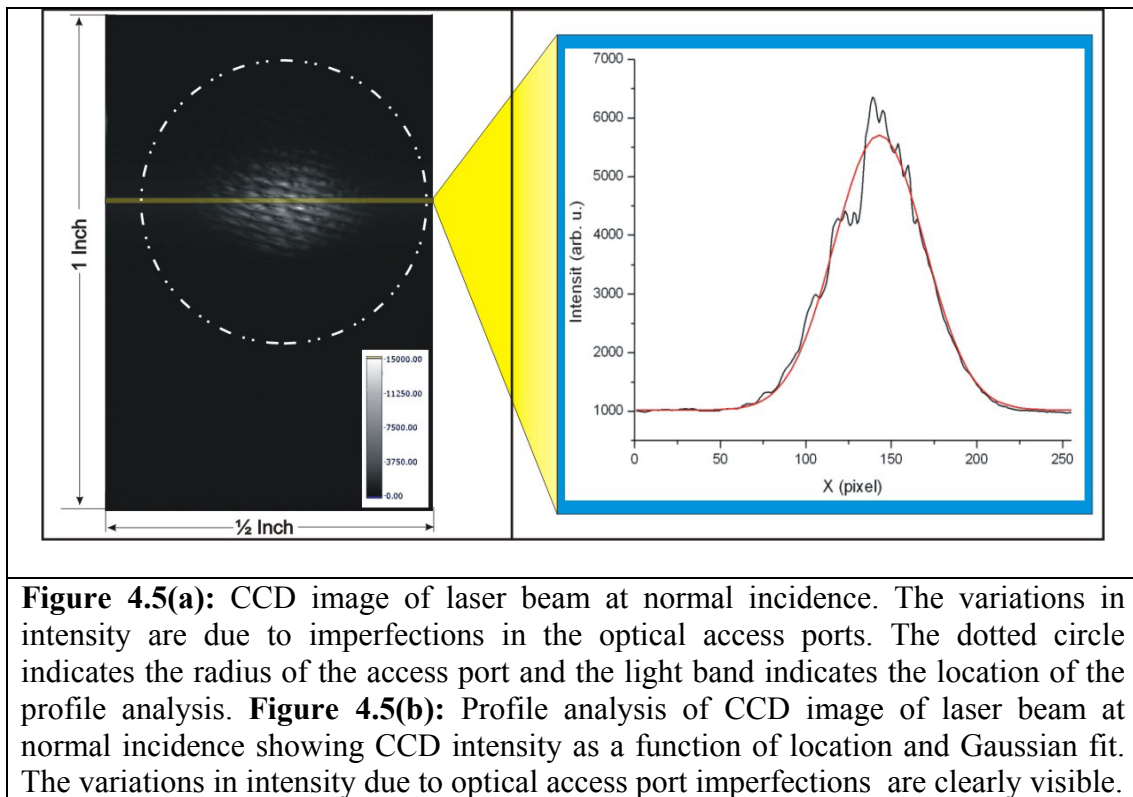 1 Inch
½ Inch
15000.00
11250.00
7500.00
3750.00
0.00
7000
6000
5000
4000
3000
2000
1000
Intensit (arb. u.)
0 50 100 150 200 250
X (pixel)
Figure 4.5(a): CCD image of laser beam at normal incidence. The variations in
intensity are due to imperfections in the optical access ports. The dotted circle
indicates the radius of the access port and the light band indicates the location of the
profile analysis. Figure 4.5(b): Profile analysis of CCD image of laser beam at
normal incidence showing CCD intensity as a function of location and Gaussian fit.
The variations in intensity due to optical access port imperfections are clearly visible.